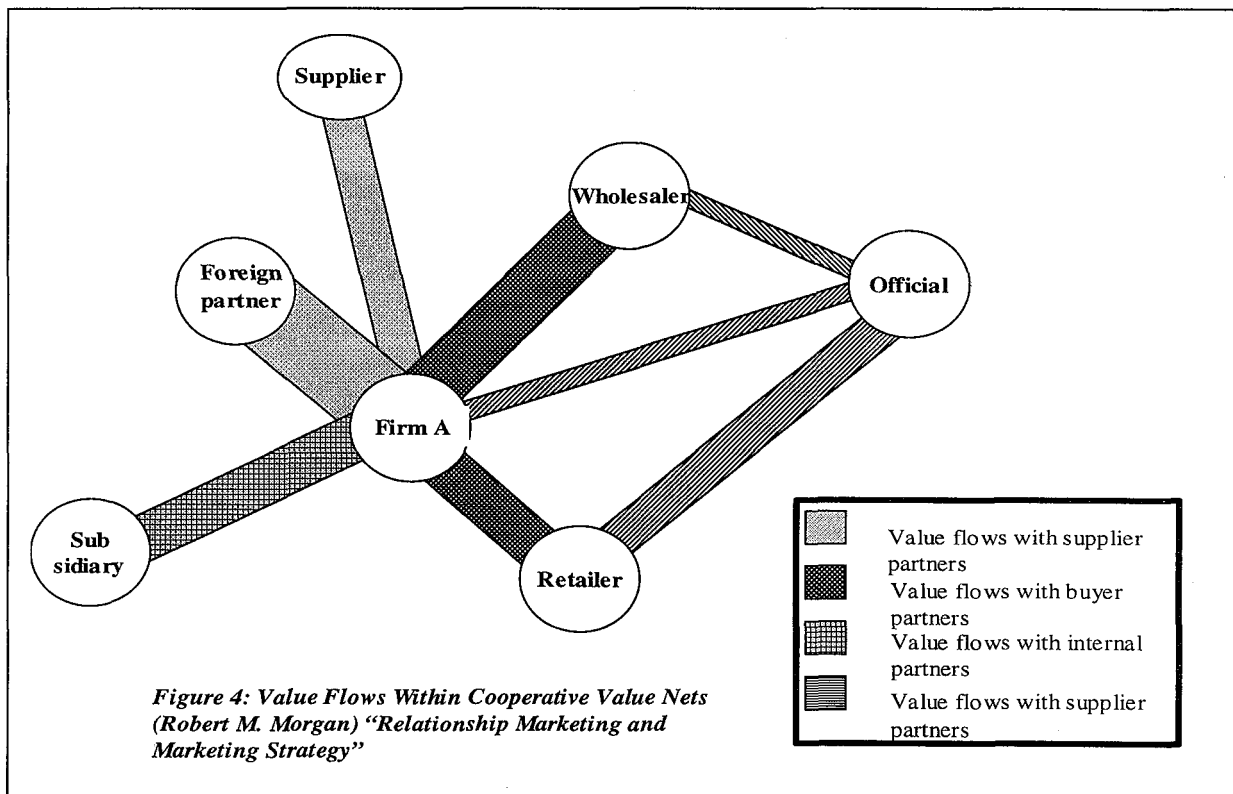 Supplier
Wholesaler
Foreign
partner
Official
Firm A
Sub
sidiary
Retailer
Value flows with supplier
partners
Value flows with buyer
partners
Value flows with internal
partners
Value flows with supplier
partners
Figure 4: Value Flows Within Cooperative Value Nets
(Robert M. Morgan) “Relationship Marketing and
Marketing Strategy”